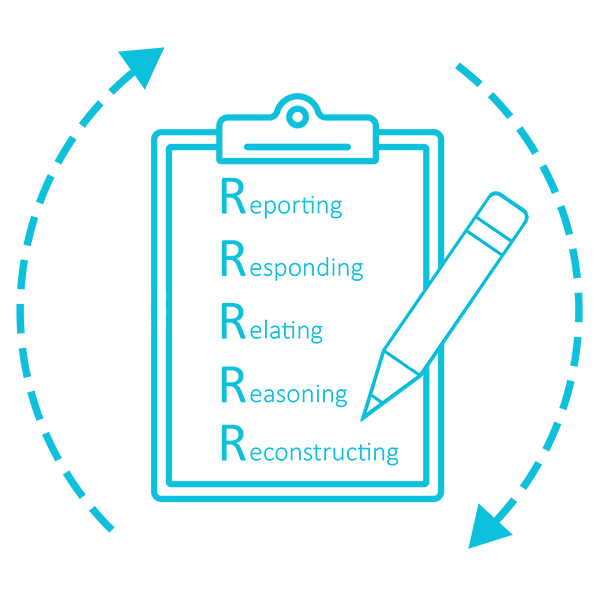 Reporting
Responding
Relating
Reasoning
Reconstructing